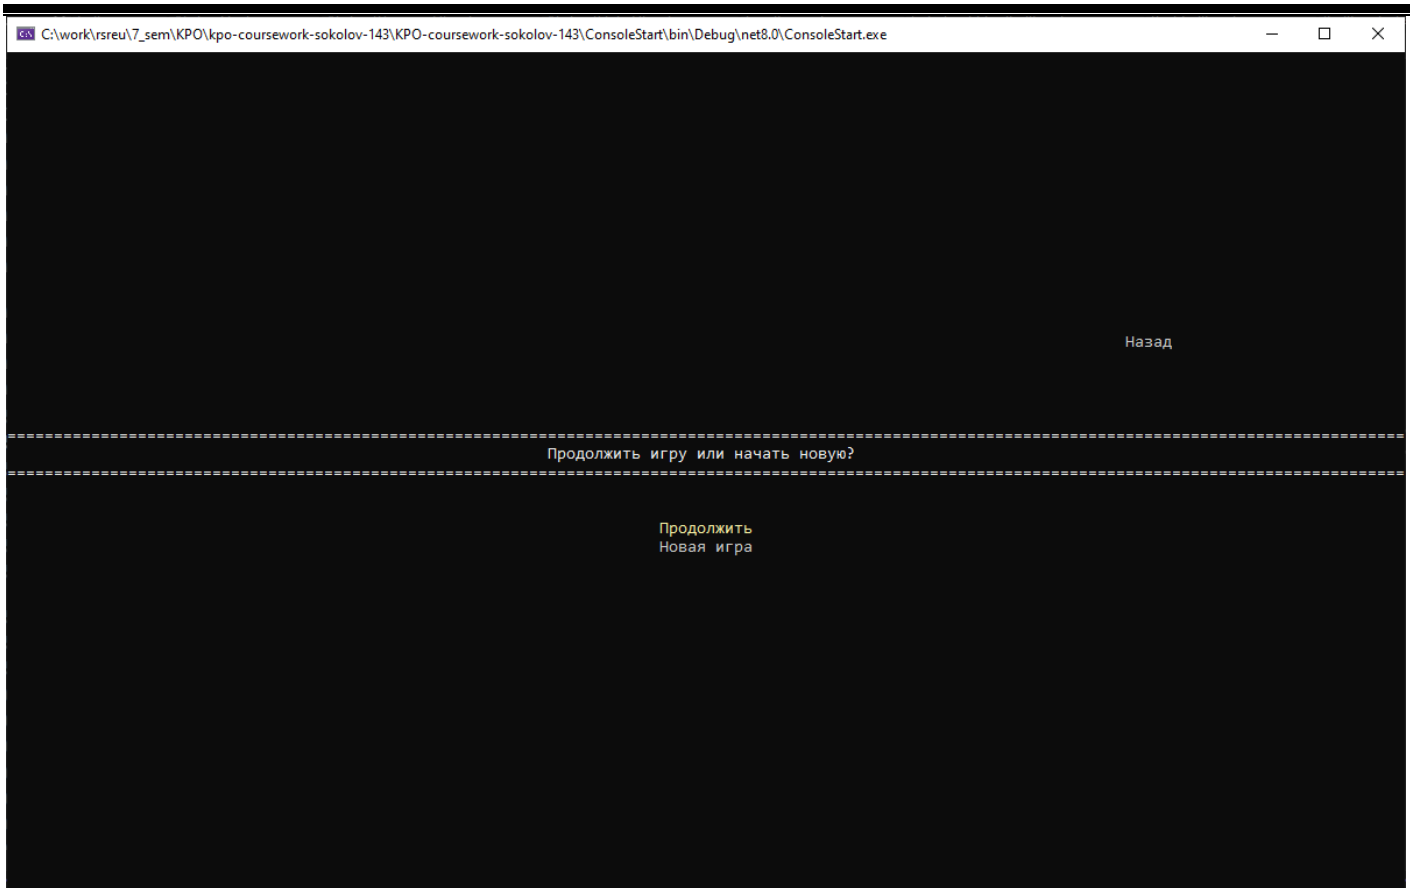 C:\work\rsreu\7_sem\KPO\kpo-coursework-sokolov-143\KPO-coursework-sokolov-143\ConsoleStart\bin\Debug\net8.0\ConsoleStart.exe
Назад
======================================================================================================================================================
Продолжить игру или начать новую?
======================================================================================================================================================
Продолжить
Новая игра